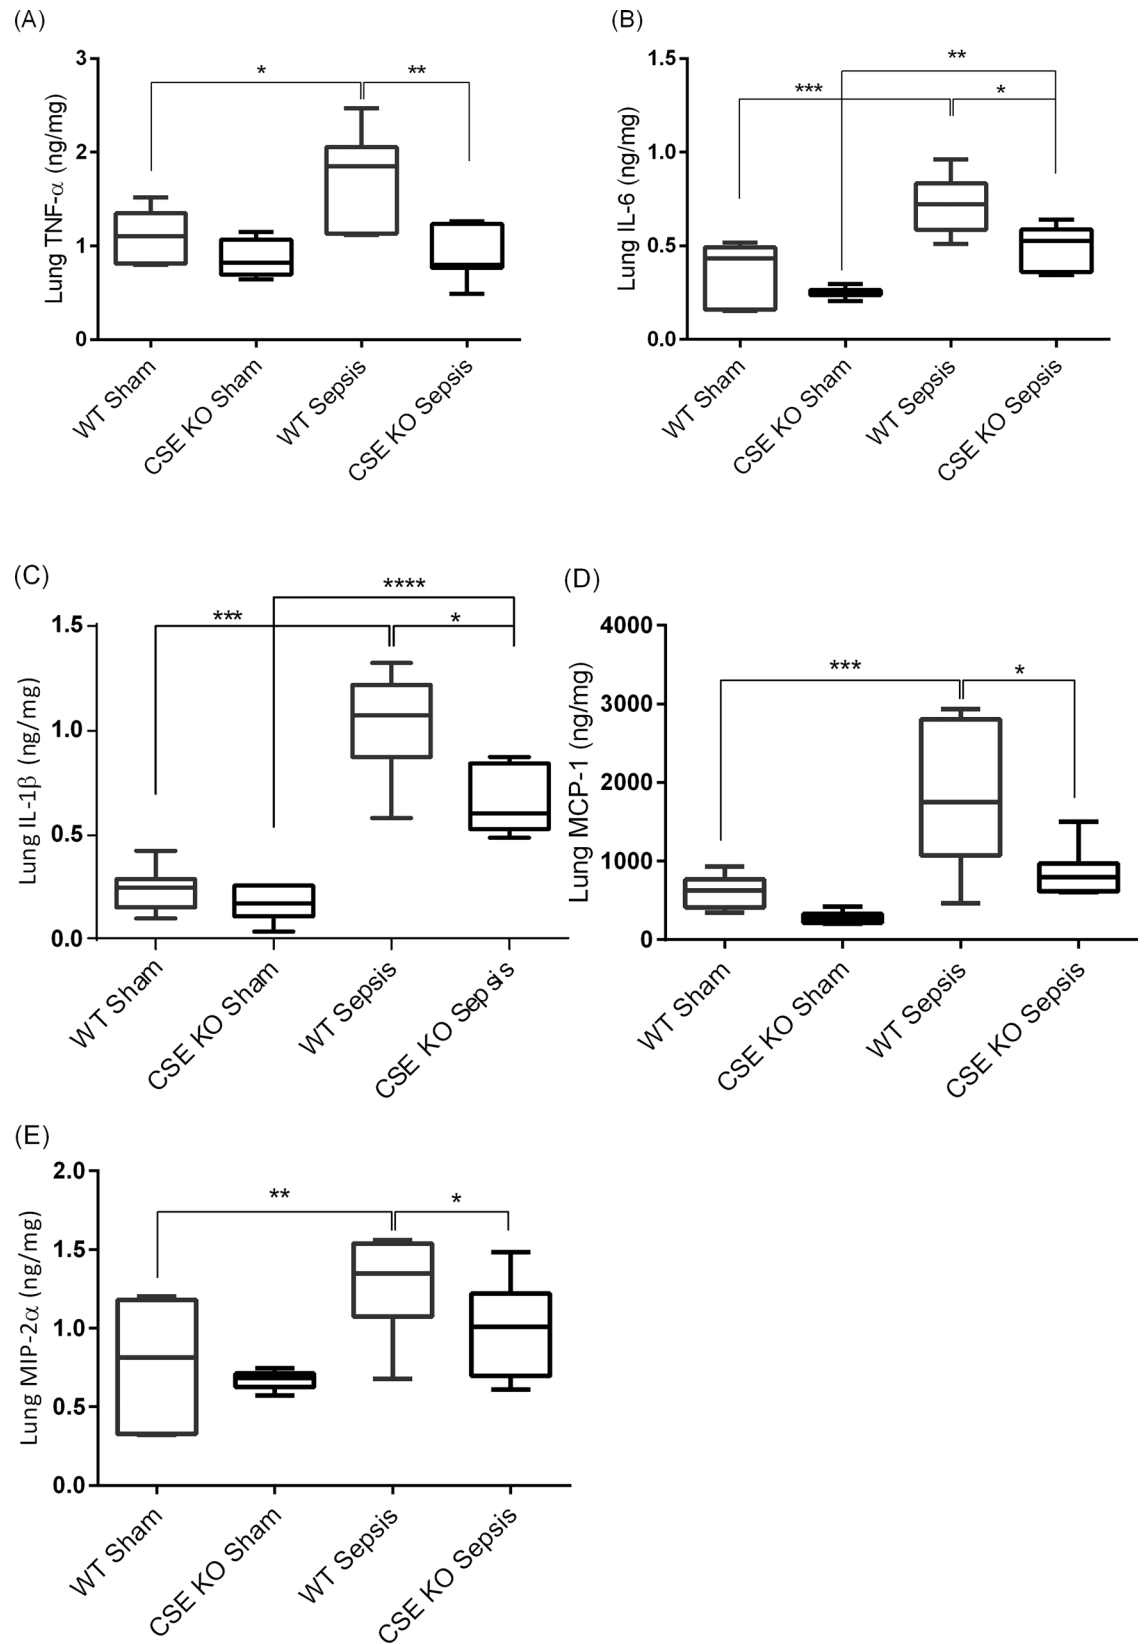 (A)
3
2
1
0
Lung TNF-α (ng/mg)
*
**
WT Sham
CSE KO Sham
WT Sepsis
CSE KO Sepsis
(B)
1.5
1.0
0.5
0.0
Lung IL-6 (ng/mg)
**
***
*
WT Sham
CSE KO Sham
WT Sepsis
CSE KO Sepsis
(C)
1.5
1.0
0.5
0.0
Lung IL-1β (ng/mg)
****
***
*
WT Sham
CSE KO Sham
WT Sepsis
CSE KO Sepsis
(D)
4000
3000
2000
1000
0
Lung MCP-1 (ng/mg)
***
*
WT Sham
CSE KO Sham
WT Sepsis
CSE KO Sepsis
(E)
2.0
1.5
1.0
0.5
0.0
Lung MIP-2α (ng/mg)
**
*
WT Sham
CSE KO Sham
WT Sepsis
CSE KO Sepsis